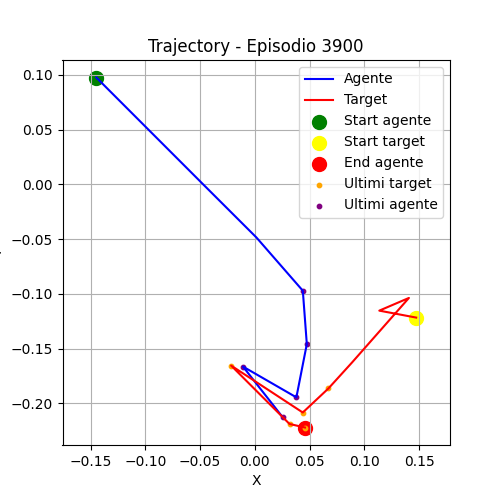 Trajectory - Episodio 3900
0.10
0.05
0.00
−0.05
−0.10
−0.15
−0.20
Agente
Target
Start agente
Start target
End agente
Ultimi target
Ultimi agente
−0.15 −0.10 −0.05 0.00 0.05 0.10 0.15
X